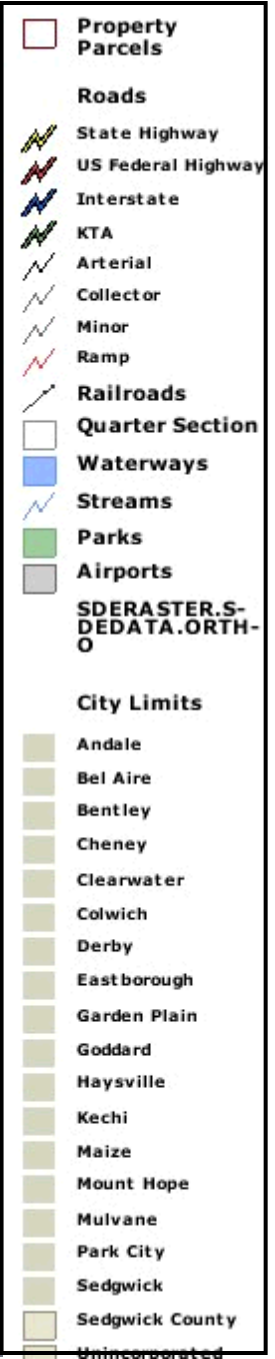 Property
Parcels
Roads
State Highway
US Federal Highway
Interstate
KTA
Arterial
Collector
Minor
Ramp
Railroads
Quarter Section
Waterways
Streams
Parks
Airports
SDERASTER.S-
DEDATA.ORTH-
O
City Limits
Andale
Bel Aire
Bentley
Cheney
Clearwater
Colwich
Derby
Eastborough
Garden Plain
Goddard
Haysville
Kechi
Maize
Mount Hope
Mulvane
Park City
Sedgwick
Sedgwick County
Unincorporated